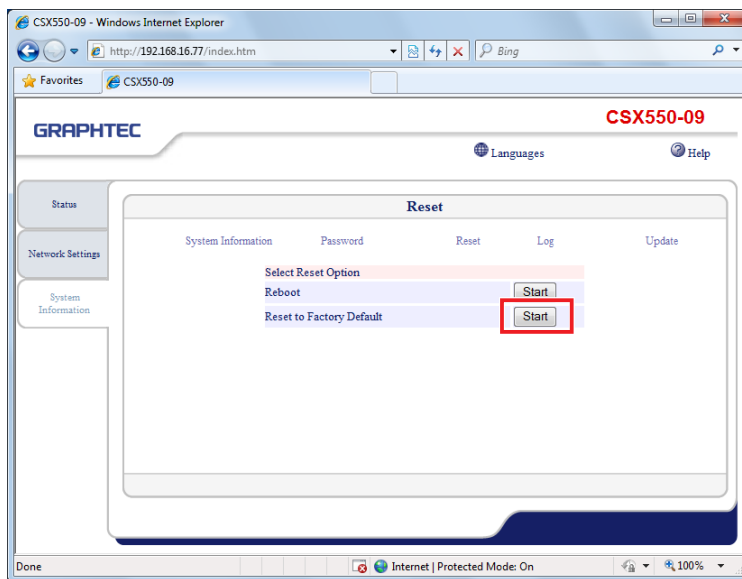 CSX550-09 - Windows Internet Explorer
http://192.168.16.77/index.htm
Bing
Favorites
CSX550-09
GRAPHTEC
CSX550-09
Languages
Help
Status
Network Settings
System
Information
Reset
System Information Password Reset Log Update
Select Reset Option
Reboot Start
Reset to Factory Default Start
Done
Internet | Protected Mode: On
100%